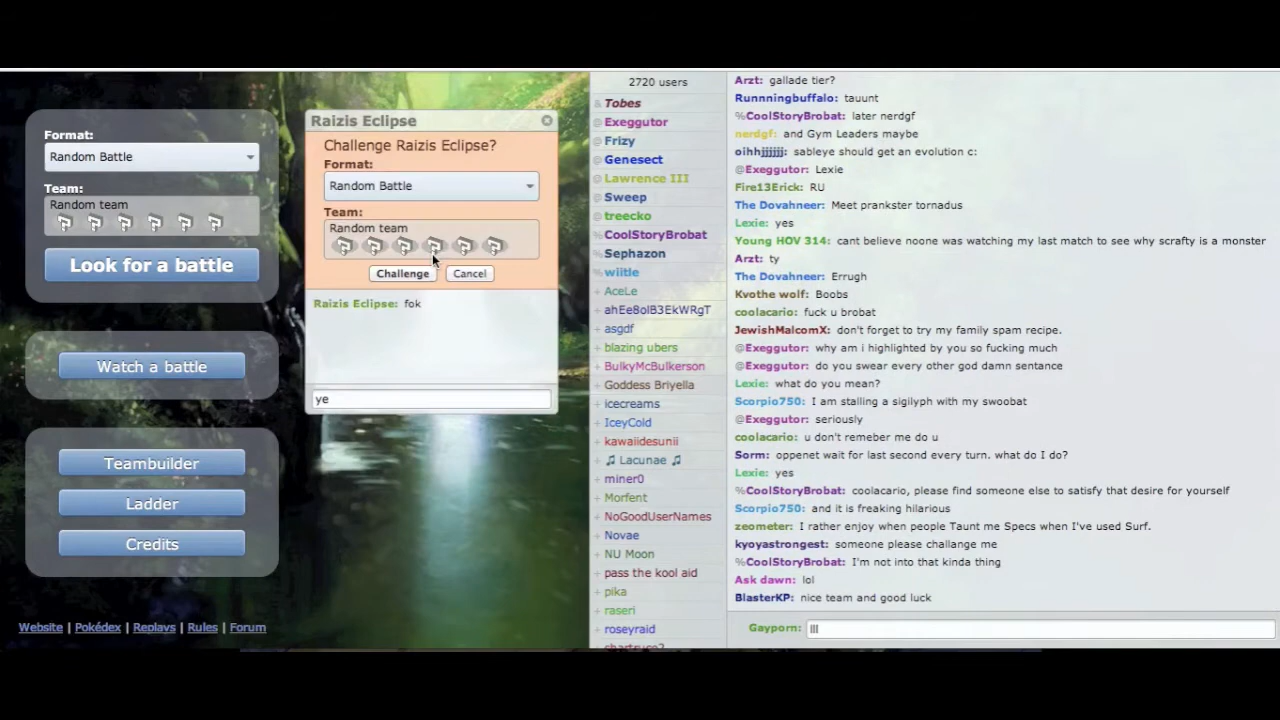 Format:
Random Battle
Team:
Random team
Look for a battle
Watch a battle
Teambuilder
Ladder
Credits
Website | Pokédex | Replays | Rules | Forum
Raizis Eclipse
Challenge Raizis Eclipse?
Format:
Random Battle
Team:
Random team
Challenge Cancel
Raizis Eclipse: fok
ye
2720 users
& Tobes
@ Exeggutor
@ Frizy
@ Genesect
@ Lawrence III
@ Sweep
@ treecko
% CoolStoryBrobat
% Sephazon
% wiitle
+ AceLe
+ ahEe8olB3EkWRgT
+ asgdf
+ blazing ubers
+ BulkyMcBulkerson
+ Goddess Briyella
+ icecreams
+ IceyCold
+ kawaiidesunii
+ ♫ Lacunae ♫
+ miner0
+ Morfent
+ NoGoodUserNames
+ Novae
+ NU Moon
+ pass the kool aid
+ pika
+ raseri
+ roseyraid
Arzt: gallade tier?
Runnningbuffalo: tauunt
%CoolStoryBrobat: later nerdgf
nerdgf: and Gym Leaders maybe
oihhjjjjjj: sableye should get an evolution c:
@Exeggutor: Lexie
Fire13Erick: RU
The Dovahneer: Meet prankster tornadus
Lexie: yes
Young HOV 314: cant believe noone was watching my last match to see why scrafty is a monster
Arzt: ty
The Dovahneer: Errugh
Kvothe wolf: Boobs
coolacario: fuck u brobat
JewishMalcomX: don't forget to try my family spam recipe.
@Exeggutor: why am i highlighted by you so fucking much
@Exeggutor: do you swear every other god damn sentance
Lexie: what do you mean?
Scorpio750: I am stalling a sigilyph with my swoobat
@Exeggutor: seriously
coolacario: u don't remeber me do u
Sorm: oppenet wait for last second every turn. what do I do?
Lexie: yes
%CoolStoryBrobat: coolacario, please find someone else to satisfy that desire for yourself
Scorpio750: and it is freaking hilarious
zeometer: I rather enjoy when people Taunt me Specs when I've used Surf.
kyoyastrongest: someone please challange me
%CoolStoryBrobat: I'm not into that kinda thing
Ask dawn: lol
BlasterKP: nice team and good luck
Gayporn: lll